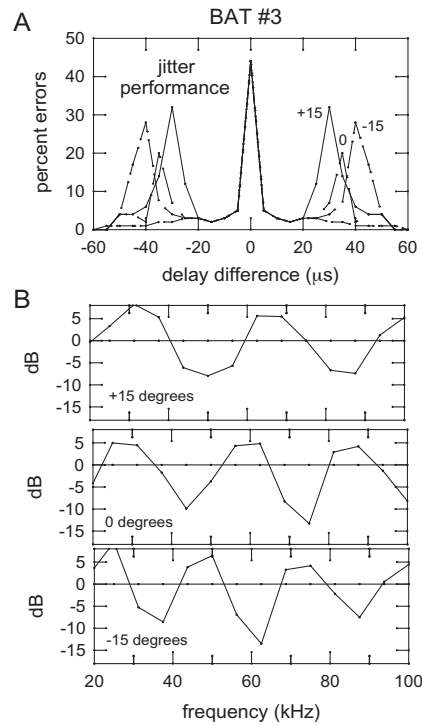 BAT #3
A
50
40
30
20
10
0
percent errors
jitter
performance
+15
0
-15
-60 -40 -20 0 20 40 60
delay difference (μs)
B
5
0
-5
-10
-15
dB
+15 degrees
5
0
-5
-10
-15
dB
0 degrees
5
0
-5
-10
-15
dB
-15 degrees
20 40 60 80 100
frequency (kHz)